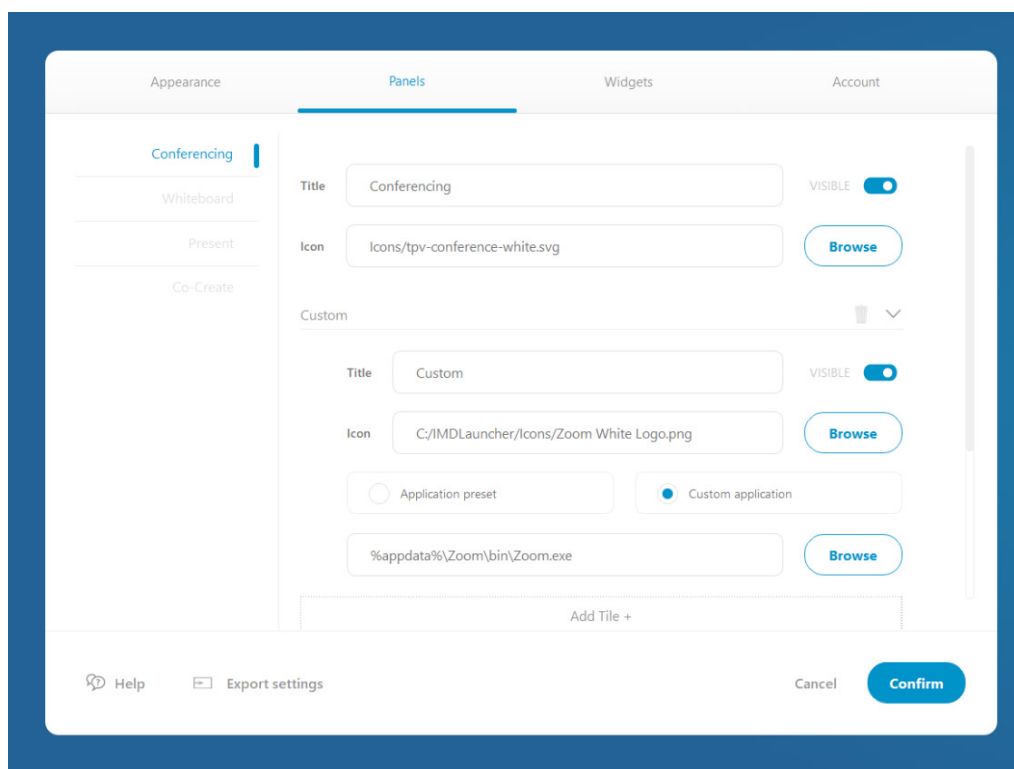 Appearance Panels Widgets Account
Conferencing
Whiteboard
Present
Co-Create
Title Conferencing VISIBLE
Icon Icons/tpv-conference-white.svg Browse
Custom
Title Custom VISIBLE
Icon C:/IMDLauncher/Icons/Zoom White Logo.png Browse
Application preset Custom application
%appdata%\Zoom\bin\Zoom.exe Browse
Add Tile +
Help Export settings Cancel Confirm